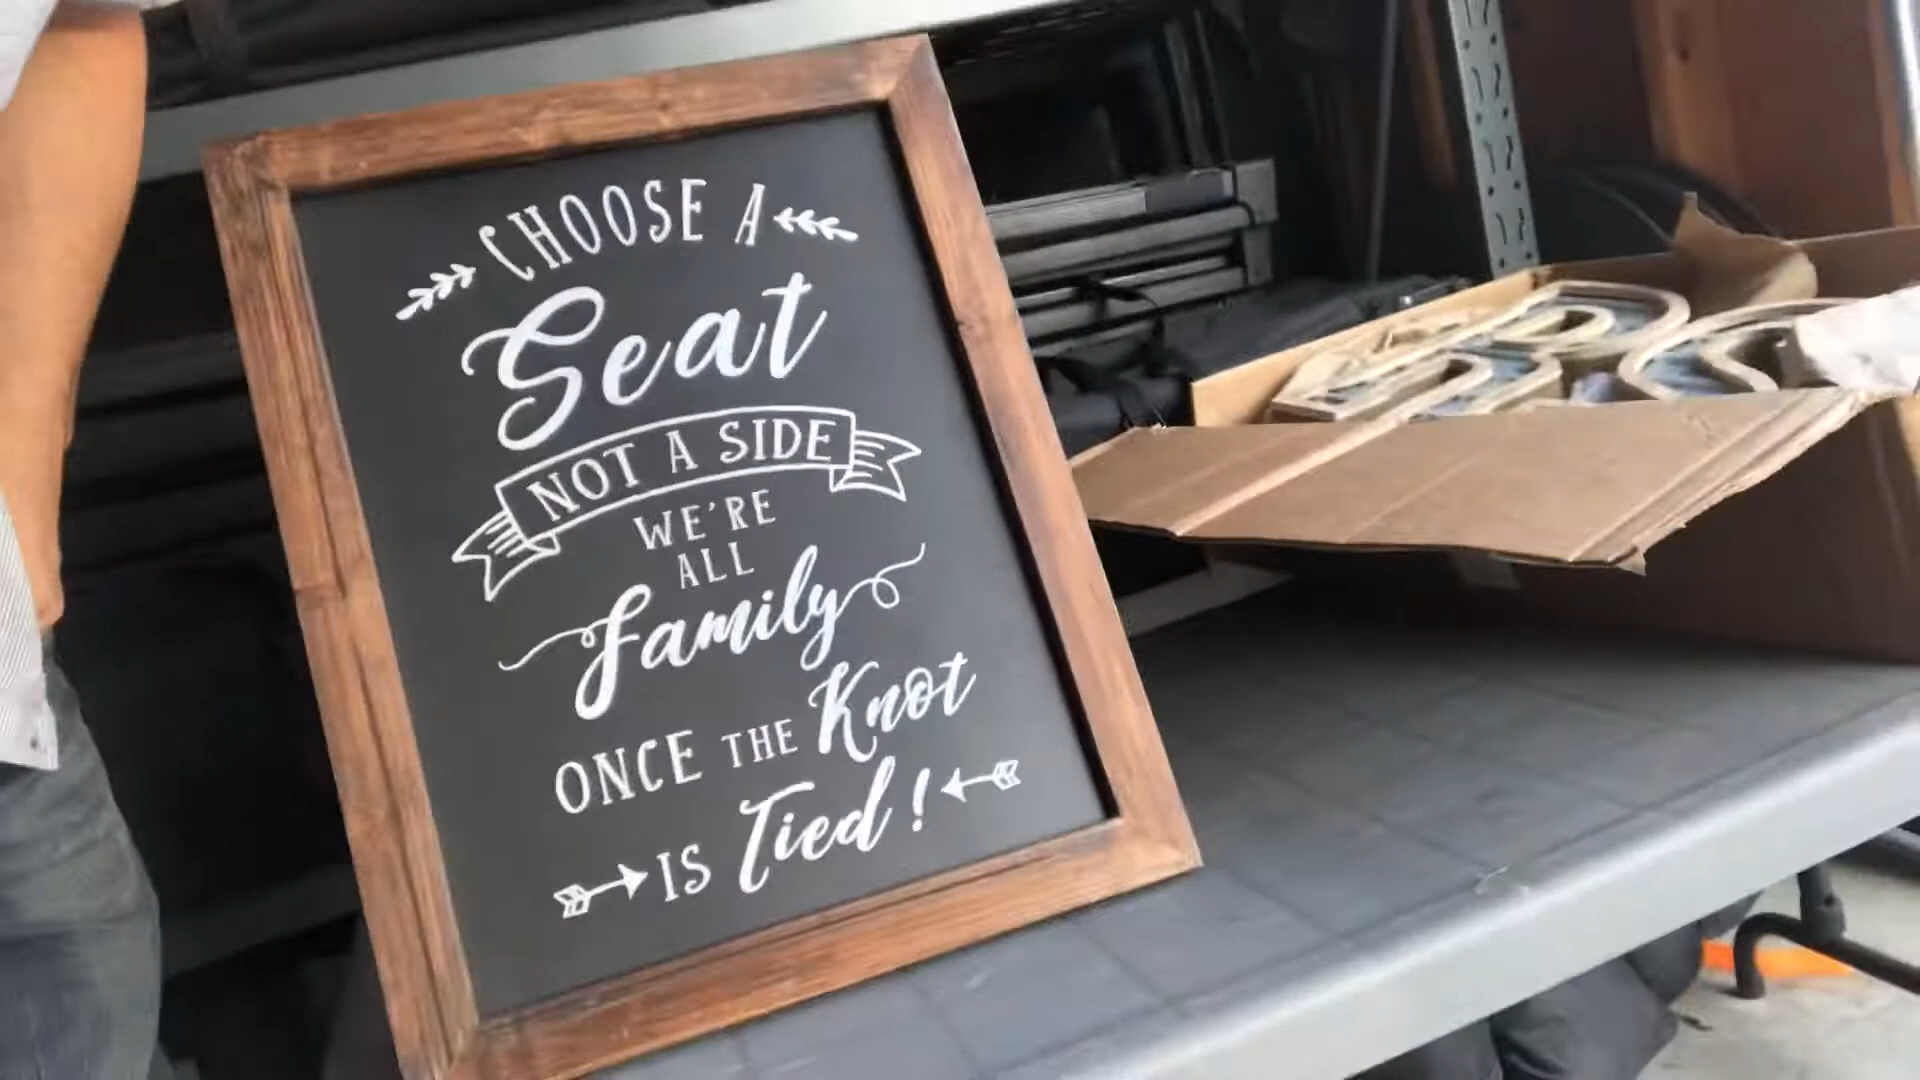 CHOOSE A
Seat
NOT A SIDE
WE'RE
ALL
Family
ONCE THE Knot
IS Tied!